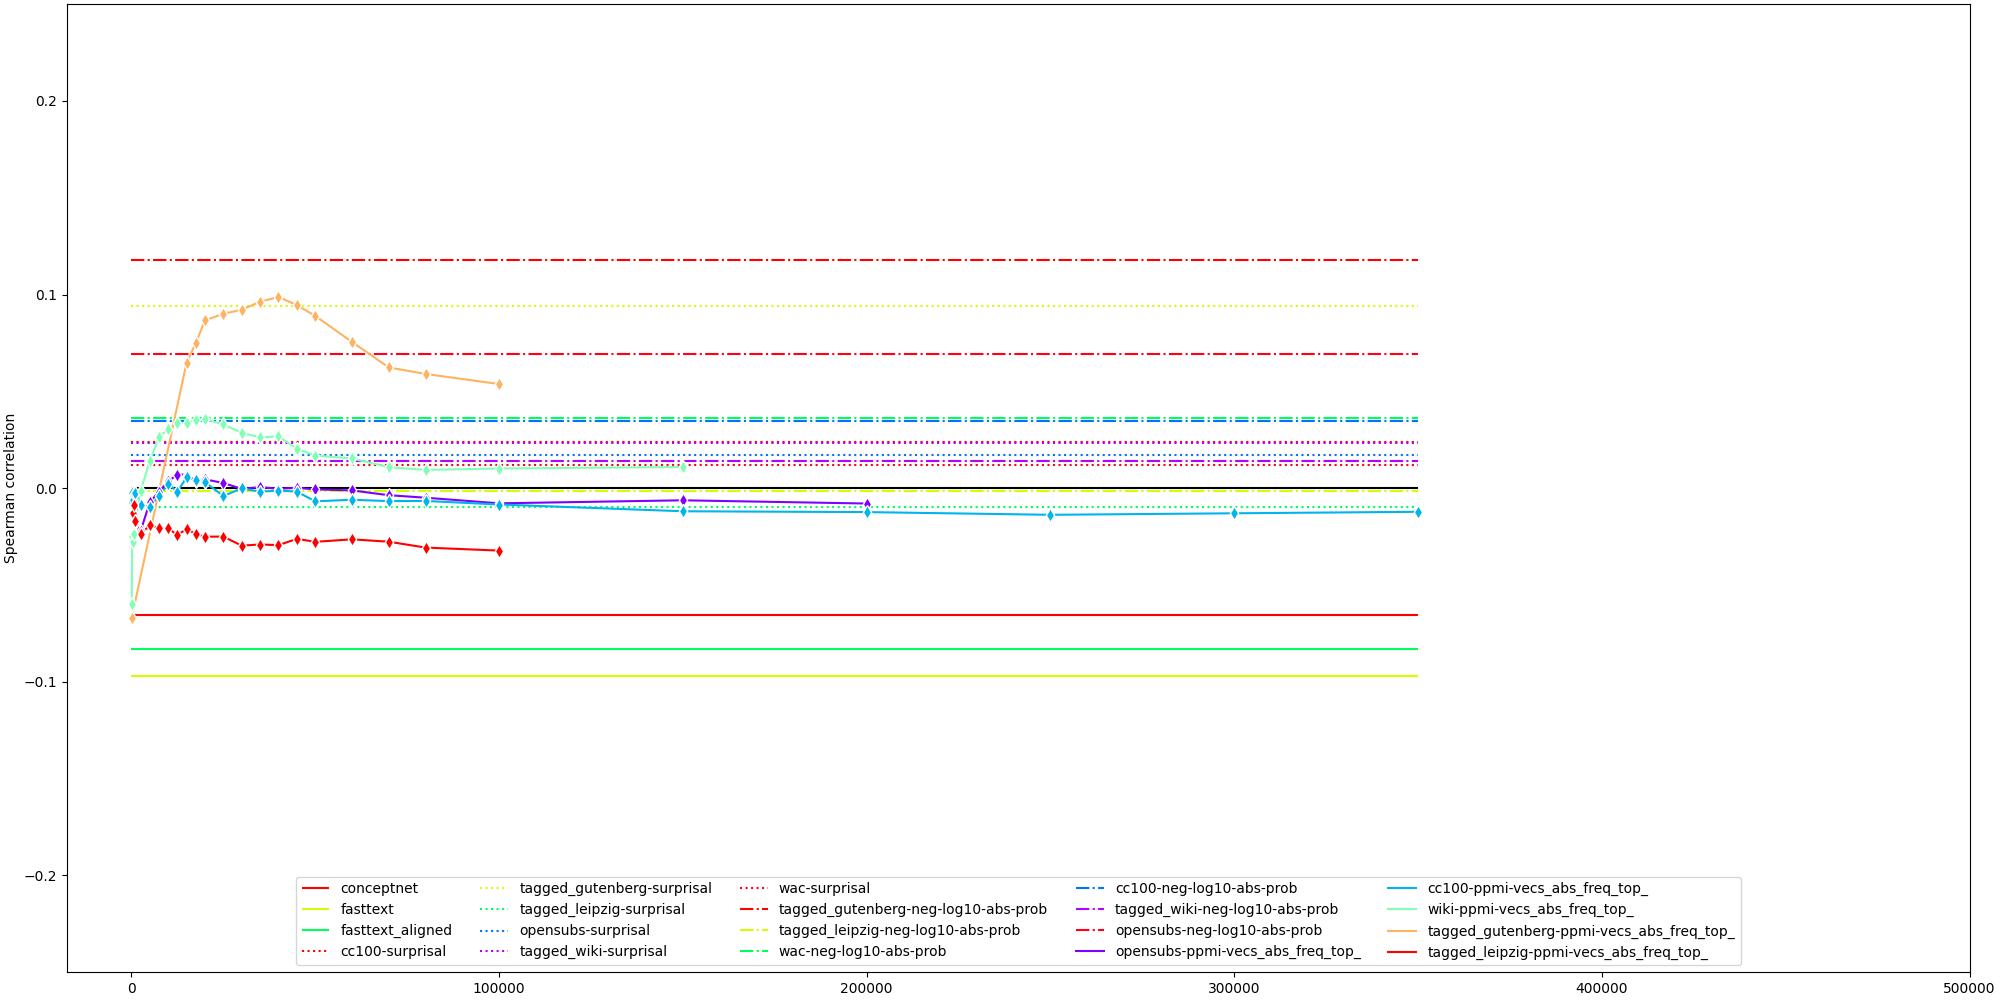 0.2
0.1
0.0
−0.1
−0.2
Spearman correlation
conceptnet
fasttext
fasttext_aligned
cc100-surprisal
tagged_gutenberg-surprisal
tagged_leipzig-surprisal
opensubs-surprisal
tagged_wiki-surprisal
wac-surprisal
tagged_gutenberg-neg-log10-abs-prob
tagged_leipzig-neg-log10-abs-prob
wac-neg-log10-abs-prob
cc100-neg-log10-abs-prob
tagged_wiki-neg-log10-abs-prob
opensubs-neg-log10-abs-prob
opensubs-ppmi-vecs_abs_freq_top_
cc100-ppmi-vecs_abs_freq_top_
wiki-ppmi-vecs_abs_freq_top_
tagged_gutenberg-ppmi-vecs_abs_freq_top_
tagged_leipzig-ppmi-vecs_abs_freq_top_
0
100000
200000
300000
400000
500000